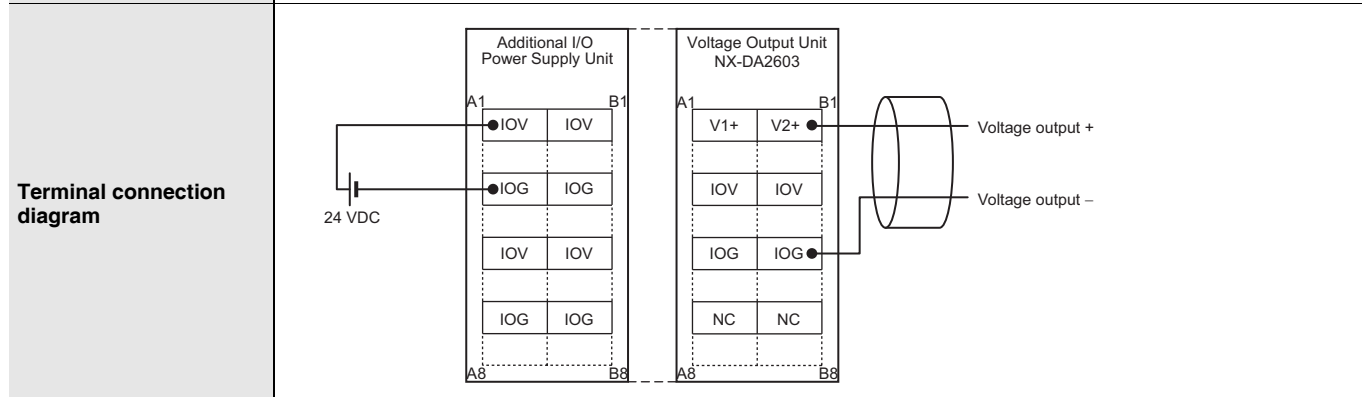 Terminal connection
diagram
Additional I/O
Power Supply Unit
A1 B1
IOV IOV
IOG IOG
IOV IOV
IOG IOG
A8 B8
24 VDC
Voltage Output Unit
NX-DA2603
A1 B1
V1+ V2+
IOV IOV
IOG IOG
NC NC
A8 B8
Voltage output +
Voltage output −